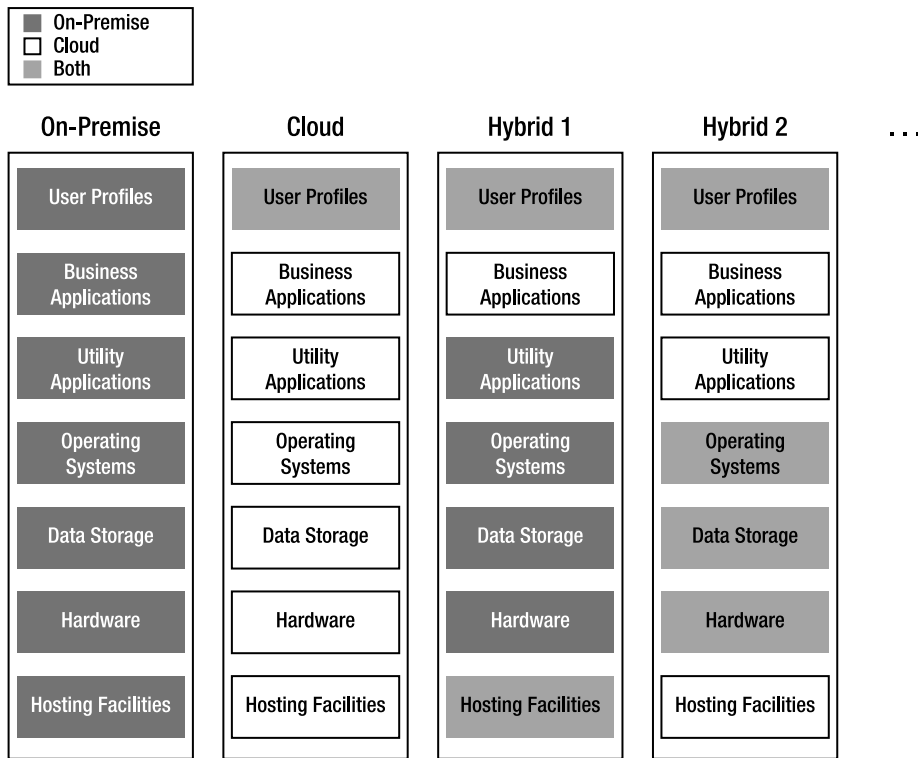 On-Premise
Cloud
Both
On-Premise
User Profiles
Business
Applications
Utility
Applications
Operating
Systems
Data Storage
Hardware
Hosting Facilities
Cloud
User Profiles
Business
Applications
Utility
Applications
Operating
Systems
Data Storage
Hardware
Hosting Facilities
Hybrid 1
User Profiles
Business
Applications
Utility
Applications
Operating
Systems
Data Storage
Hardware
Hosting Facilities
Hybrid 2
User Profiles
Business
Applications
Utility
Applications
Operating
Systems
Data Storage
Hardware
Hosting Facilities
. . .